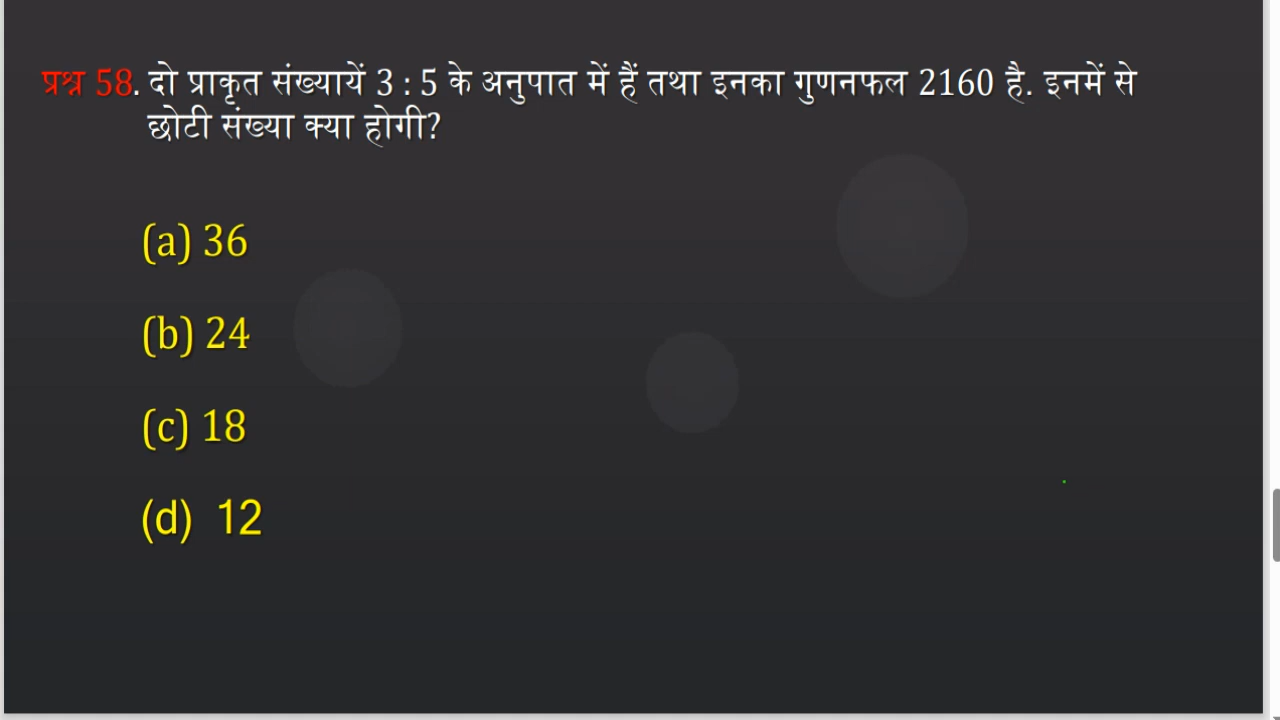 प्रश्न 58. दो प्राकृत संख्यायें 3 : 5 के अनुपात में हैं तथा इनका गुणनफल 2160 है. इनमें से
छोटी संख्या क्या होगी?
(a) 36
(b) 24
(c) 18
(d) 12